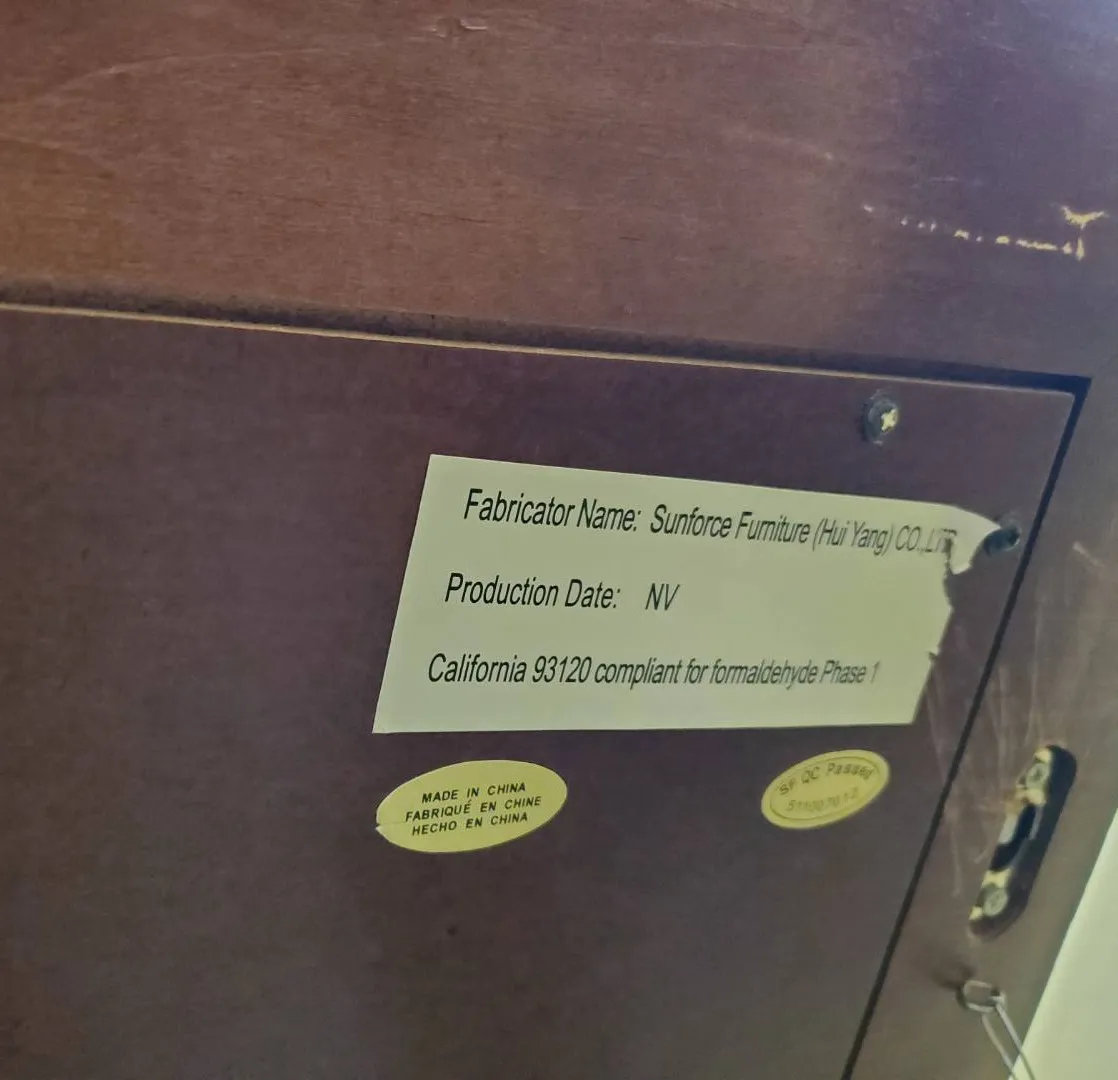 Fabricator Name: Sunforce Furniture (Hui Yang) CO.,LTD
Production Date: NV
California 93120 compliant for formaldehyde Phase 1
MADE IN CHINA
FABRIQUÉ EN CHINE
HECHO EN CHINA
SF QC Passed